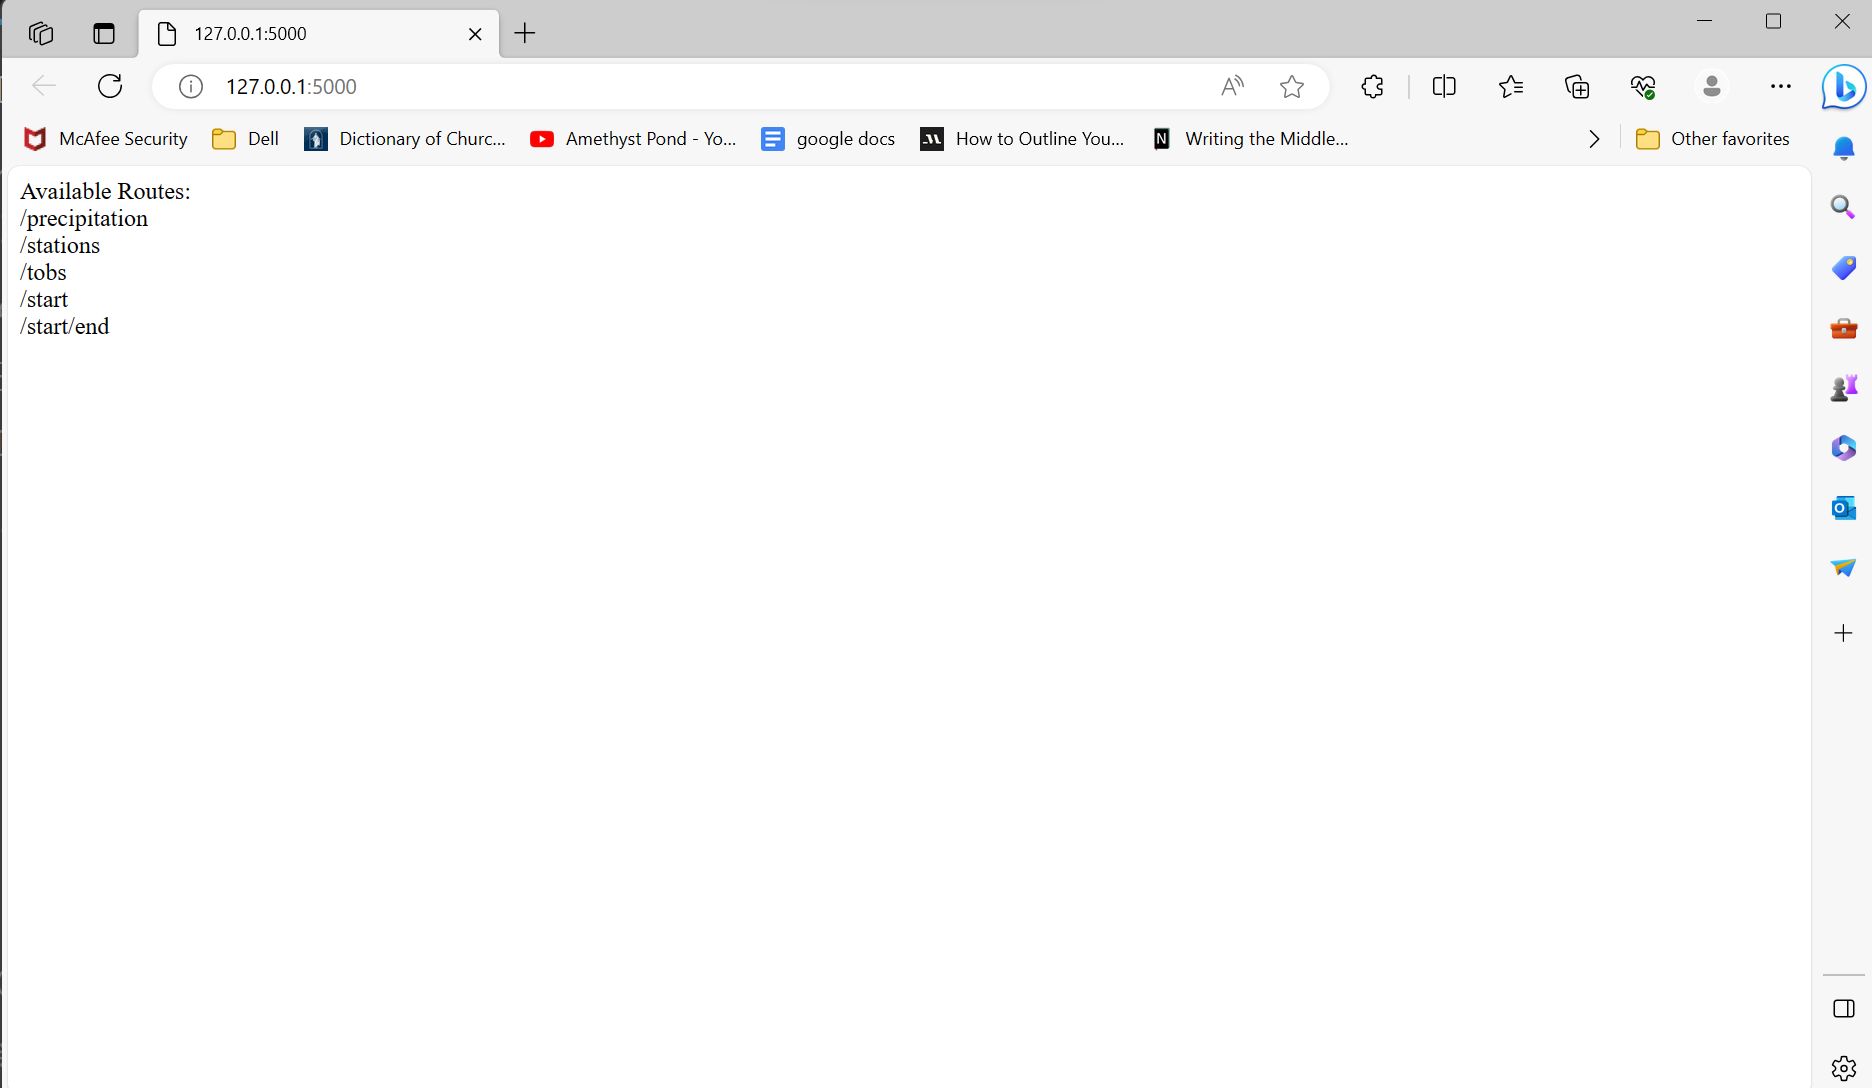 127.0.0.1:5000
127.0.0.1:5000
McAfee Security Dell Dictionary of Churc... Amethyst Pond - Yo... google docs How to Outline You... Writing the Middle... Other favorites
Available Routes:
/precipitation
/stations
/tobs
/start
/start/end